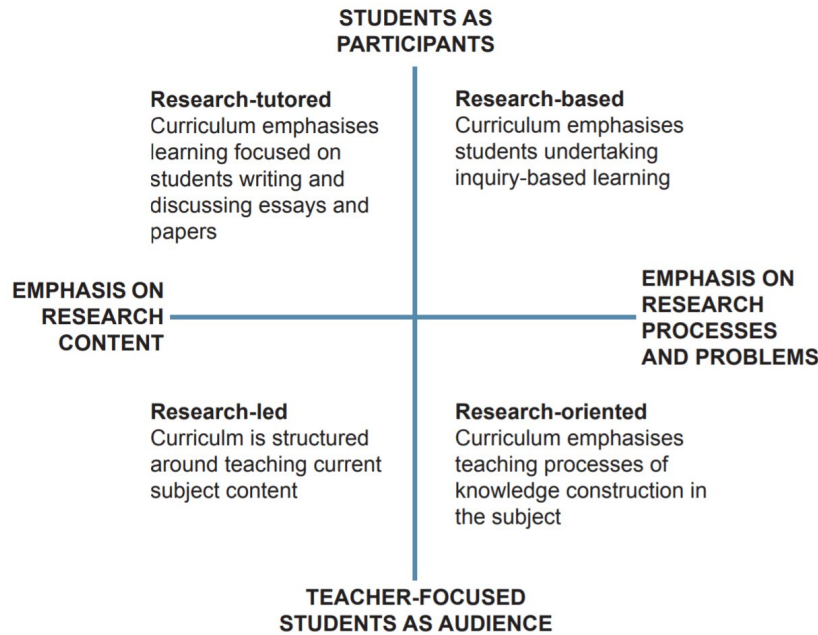 STUDENTS AS
PARTICIPANTS
Research-tutored
Curriculum emphasises
learning focused on
students writing and
discussing essays and
papers
Research-based
Curriculum emphasises
students undertaking
inquiry-based learning
EMPHASIS ON
RESEARCH
CONTENT
EMPHASIS ON
RESEARCH
PROCESSES
AND PROBLEMS
Research-led
Curriculm is structured
around teaching current
subject content
Research-oriented
Curriculum emphasises
teaching processes of
knowledge construction in
the subject
TEACHER-FOCUSED
STUDENTS AS AUDIENCE